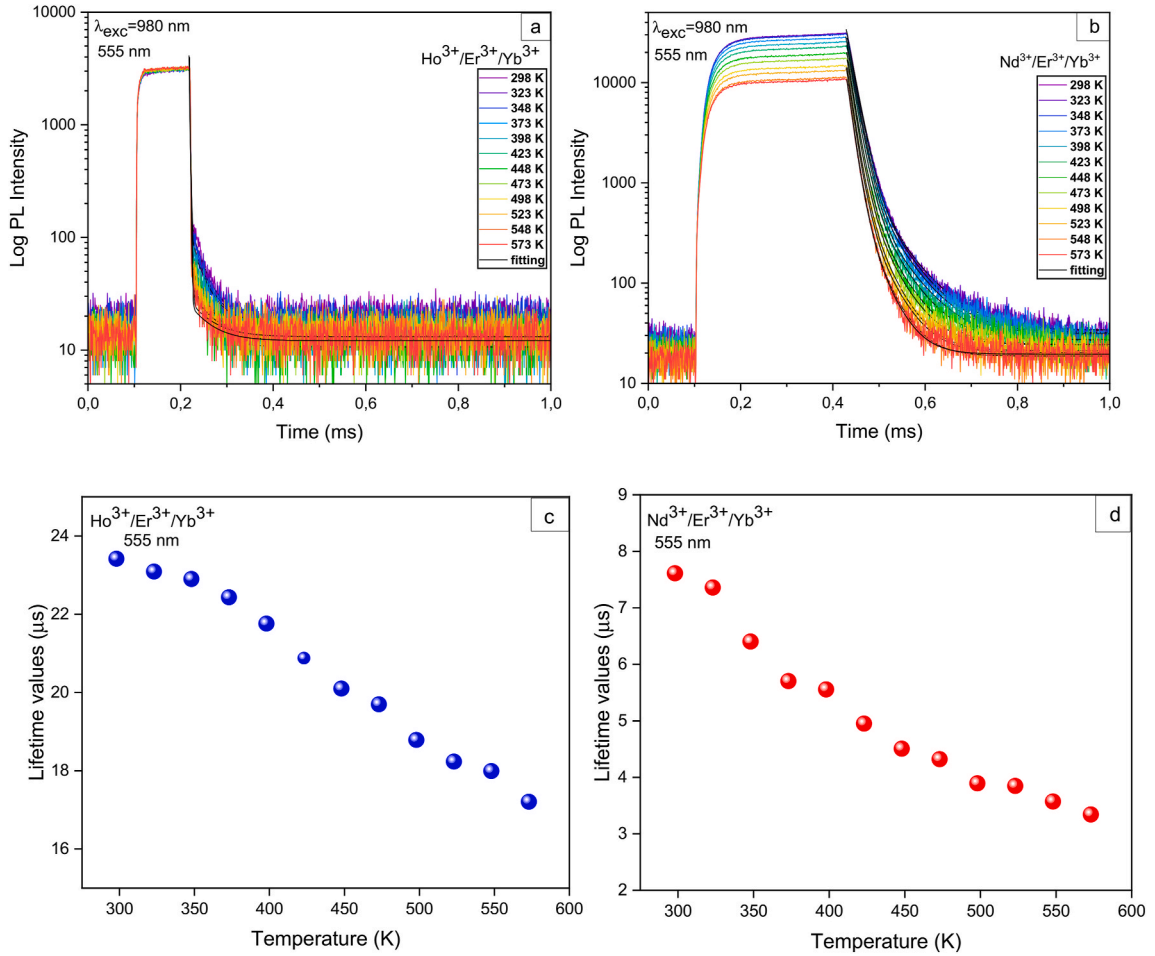 a
λexc=980 nm
555 nm
Ho3+/Er3+/Yb3+
298 K
323 K
348 K
373 K
398 K
423 K
448 K
473 K
498 K
523 K
548 K
573 K
fitting
10000
1000
100
10
Log PL Intensity
0,0 0,2 0,4 0,6 0,8 1,0
Time (ms)
b
λexc=980 nm
555 nm
Nd3+/Er3+/Yb3+
298 K
323 K
348 K
373 K
398 K
423 K
448 K
473 K
498 K
523 K
548 K
573 K
fitting
100000
10000
1000
100
10
Log PL Intensity
0,0 0,2 0,4 0,6 0,8 1,0
Time (ms)
c
Ho3+/Er3+/Yb3+
555 nm
24
22
20
18
16
Lifetime values (μs)
300 350 400 450 500 550 600
Temperature (K)
d
Nd3+/Er3+/Yb3+
555 nm
9
8
7
6
5
4
3
2
Lifetime values (μs)
300 350 400 450 500 550 600
Temperature (K)